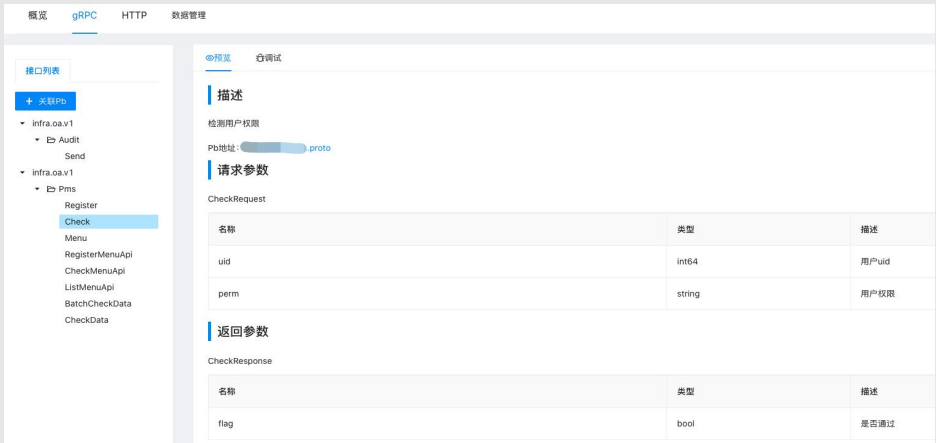 概览 gRPC HTTP 数据管理
接口列表
+ 关联Pb
infra.oa.v1
Audit
Send
infra.oa.v1
Pms
Register
Check
Menu
RegisterMenuApi
CheckMenuApi
ListMenuApi
BatchCheckData
CheckData
预览 调试
描述
检测用户权限
Pb地址: .proto
请求参数
CheckRequest
名称 类型 描述
uid int64 用户uid
perm string 用户权限
返回参数
CheckResponse
名称 类型 描述
flag bool 是否通过